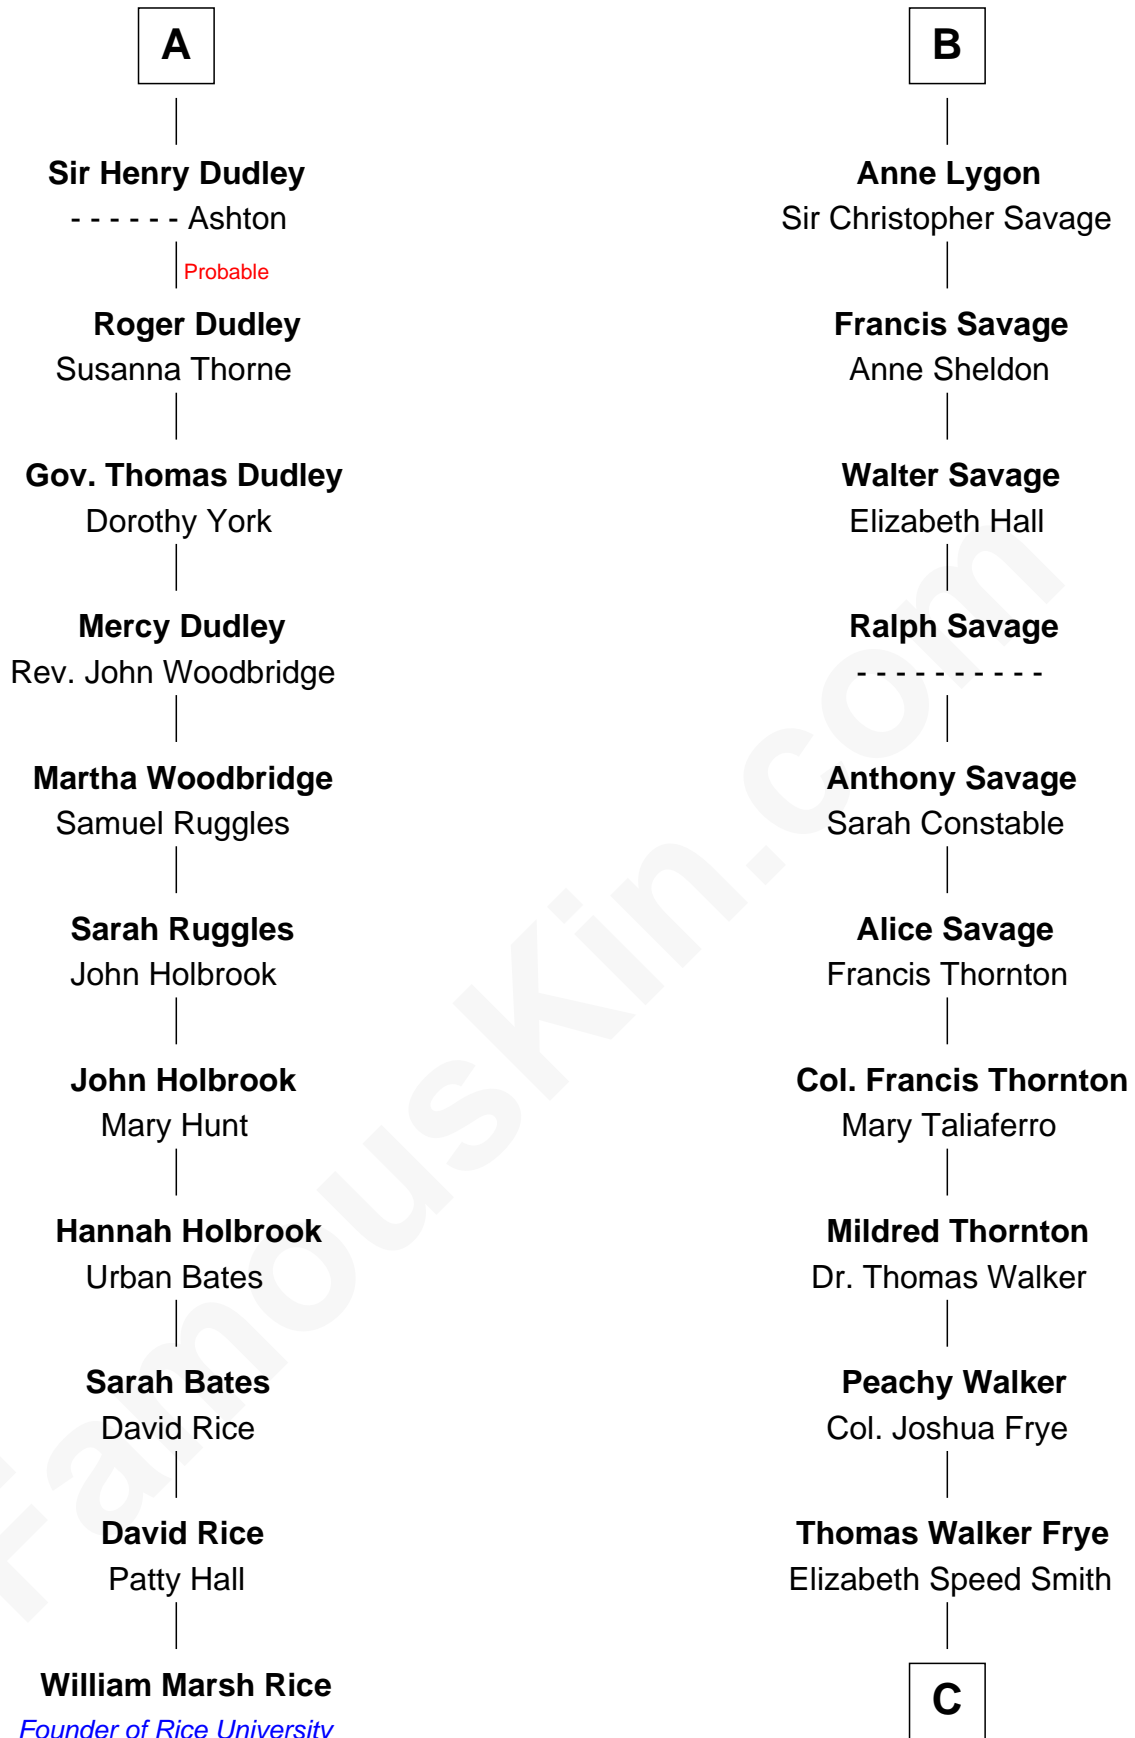 A
Sir Henry Dudley
- - - - - - Ashton
Probable
Roger Dudley
Susanna Thorne
Gov. Thomas Dudley
Dorothy York
Mercy Dudley
Rev. John Woodbridge
Martha Woodbridge
Samuel Ruggles
Sarah Ruggles
John Holbrook
John Holbrook
Mary Hunt
Hannah Holbrook
Urban Bates
Sarah Bates
David Rice
David Rice
Patty Hall
William Marsh Rice
Founder of Rice University
B
Anne Lygon
Sir Christopher Savage
Francis Savage
Anne Sheldon
Walter Savage
Elizabeth Hall
Ralph Savage
- - - - - - - - - -
Anthony Savage
Sarah Constable
Alice Savage
Francis Thornton
Col. Francis Thornton
Mary Taliaferro
Mildred Thornton
Dr. Thomas Walker
Peachy Walker
Col. Joshua Frye
Thomas Walker Frye
Elizabeth Speed Smith
C
FamousKin.com